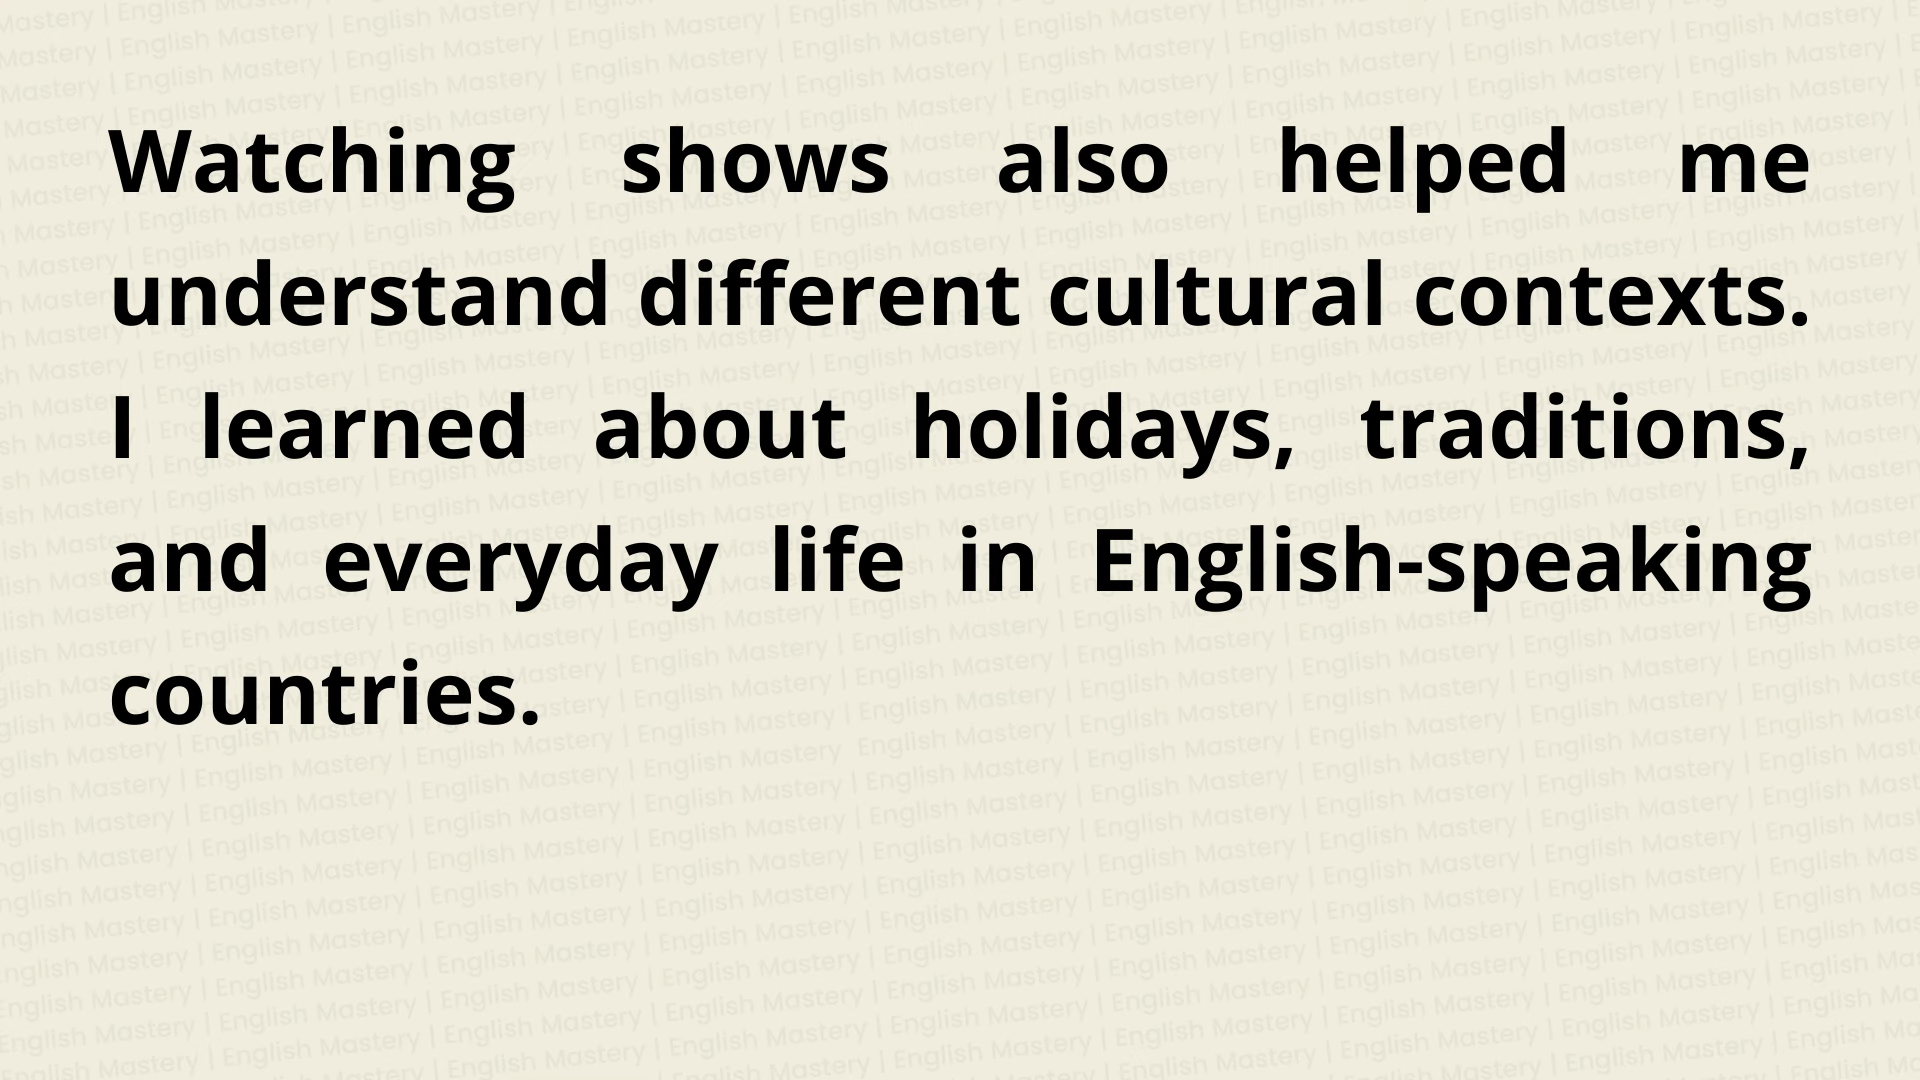 Watching shows also helped me
understand different cultural contexts.
I learned about holidays, traditions,
and everyday life in English-speaking
countries.